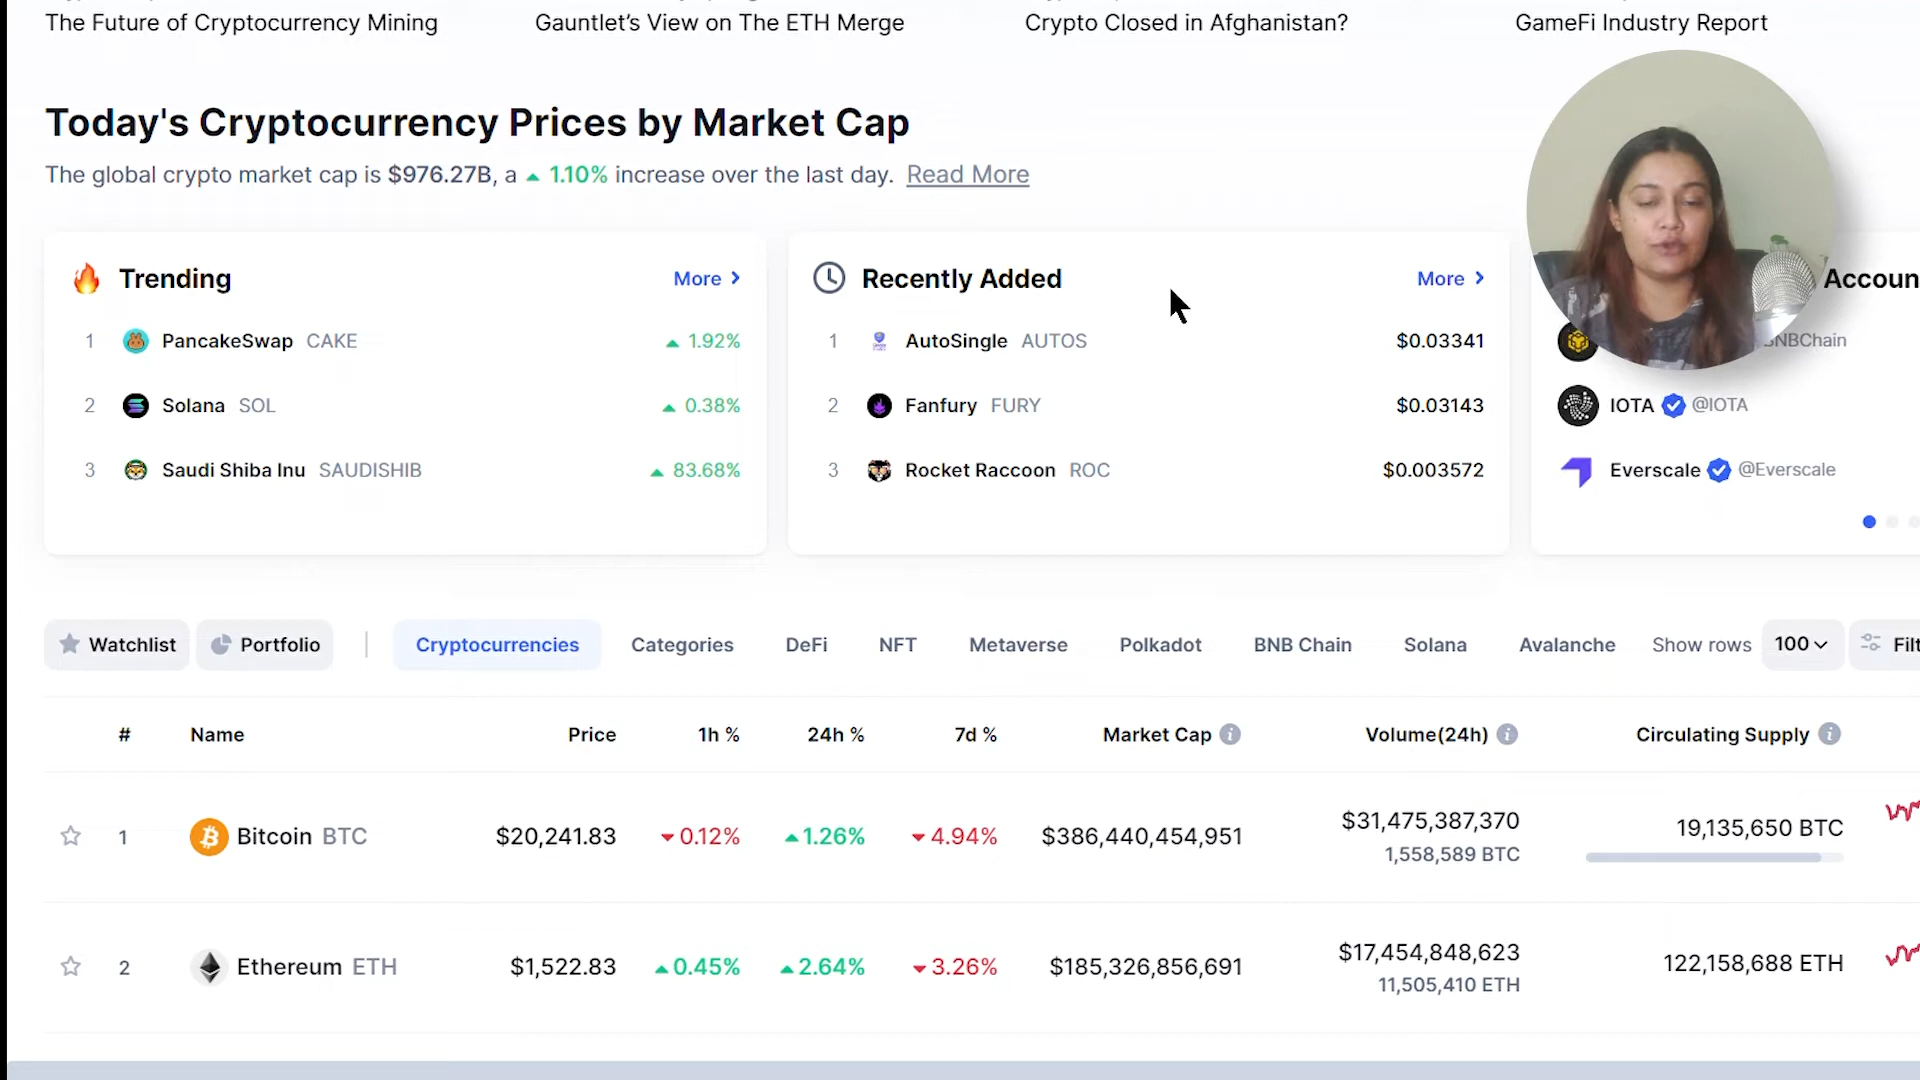 The Future of Cryptocurrency Mining
Gauntlet's View on The ETH Merge
Crypto Closed in Afghanistan?
GameFi Industry Report
Today's Cryptocurrency Prices by Market Cap
The global crypto market cap is $976.27B, a ▲ 1.10% increase over the last day. Read More
Trending
More >
1 PancakeSwap CAKE ▲ 1.92%
2 Solana SOL ▲ 0.38%
3 Saudi Shiba Inu SAUDISHIB ▲ 83.68%
Recently Added
More >
1 AutoSingle AUTOS $0.03341
2 Fanfury FURY $0.03143
3 Rocket Raccoon ROC $0.003572
BNBChain
IOTA @IOTA
Everscale @Everscale
Watchlist Portfolio | Cryptocurrencies Categories DeFi NFT Metaverse Polkadot BNB Chain Solana Avalanche Show rows 100
# Name Price 1h % 24h % 7d % Market Cap Volume(24h) Circulating Supply
1 Bitcoin BTC $20,241.83 ▼ 0.12% ▲ 1.26% ▼ 4.94% $386,440,454,951 $31,475,387,370 19,135,650 BTC
1,558,589 BTC
2 Ethereum ETH $1,522.83 ▲ 0.45% ▲ 2.64% ▼ 3.26% $185,326,856,691 $17,454,848,623 122,158,688 ETH
11,505,410 ETH